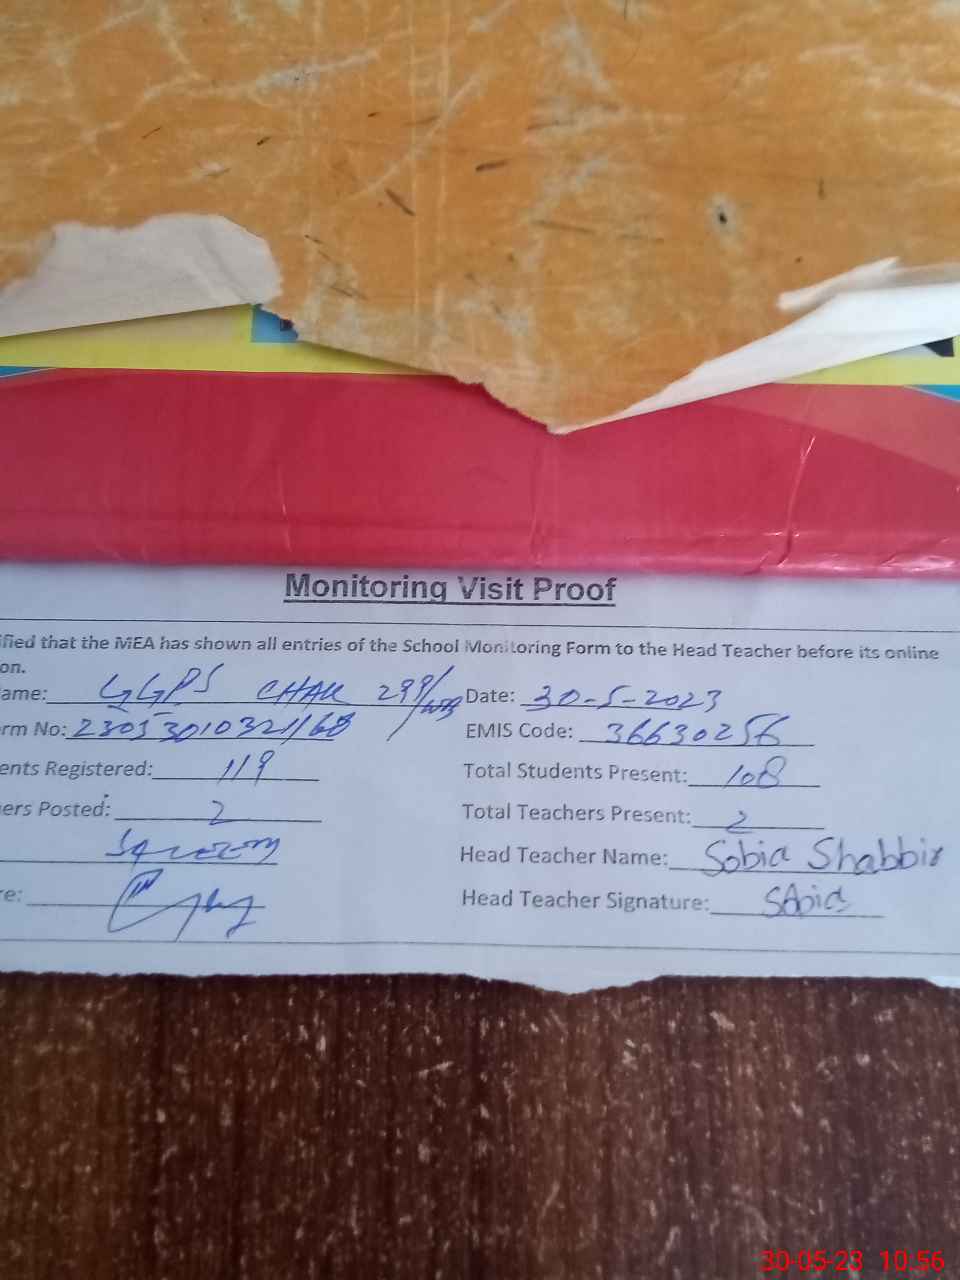 Monitoring Visit Proof
ified that the MEA has shown all entries of the School Monitoring Form to the Head Teacher before its online
on.
ame: GGPS CHAK 299/WB Date: 30-5-2023
rm No: EMIS Code: 36630256
ents Registered: 119 Total Students Present: 108
ers Posted: 2 Total Teachers Present: 2
Head Teacher Name: Sobia Shabbir
re: Head Teacher Signature: Sobia
30-05-23 10:56